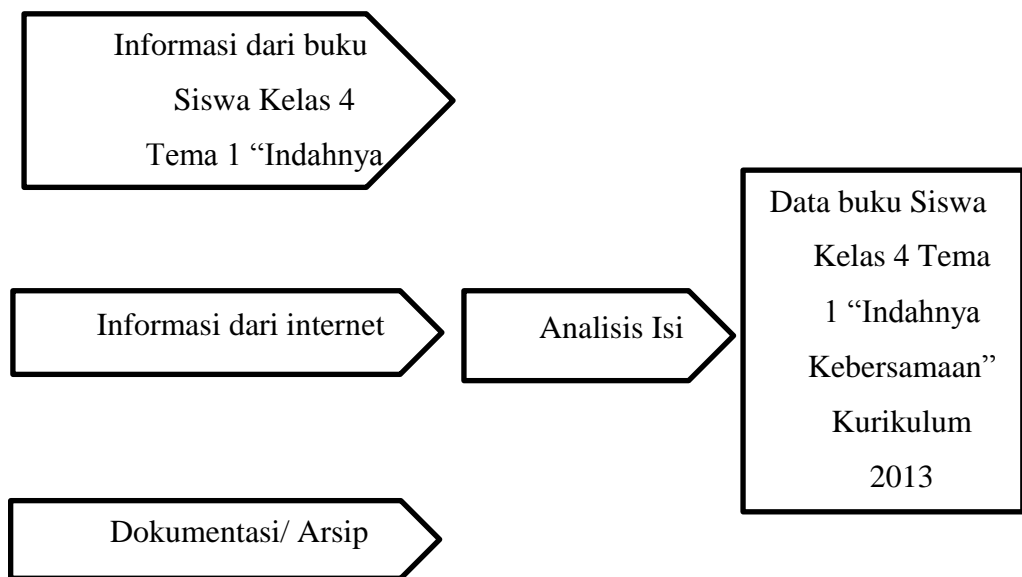 Informasi dari buku
Siswa Kelas 4
Tema 1 “Indahnya
Informasi dari internet
Analisis Isi
Data buku Siswa
Kelas 4 Tema
1 “Indahnya
Kebersamaan”
Kurikulum
2013
Dokumentasi/ Arsip